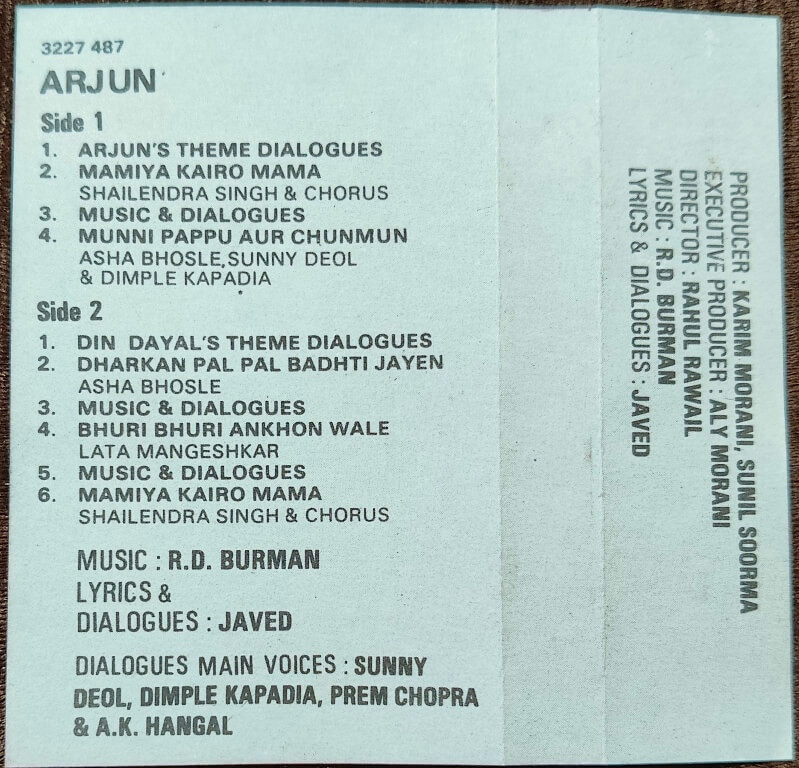 3227 487
ARJUN
Side 1
1. ARJUN'S THEME DIALOGUES
2. MAMIYA KAIRO MAMA
SHAILENDRA SINGH & CHORUS
3. MUSIC & DIALOGUES
4. MUNNI PAPPU AUR CHUNMUN
ASHA BHOSLE, SUNNY DEOL
& DIMPLE KAPADIA
Side 2
1. DIN DAYAL'S THEME DIALOGUES
2. DHARKAN PAL PAL BADHTI JAYEN
ASHA BHOSLE
3. MUSIC & DIALOGUES
4. BHURI BHURI ANKHON WALE
LATA MANGESHKAR
5. MUSIC & DIALOGUES
6. MAMIYA KAIRO MAMA
SHAILENDRA SINGH & CHORUS
MUSIC : R.D. BURMAN
LYRICS &
DIALOGUES : JAVED
DIALOGUES MAIN VOICES : SUNNY
DEOL, DIMPLE KAPADIA, PREM CHOPRA
& A.K. HANGAL
PRODUCER : KARIM MORANI, SUNIL SOORMA
EXECUTIVE PRODUCER : ALY MORANI
DIRECTOR : RAHUL RAWAIL
MUSIC : R.D. BURMAN
LYRICS & DIALOGUES : JAVED